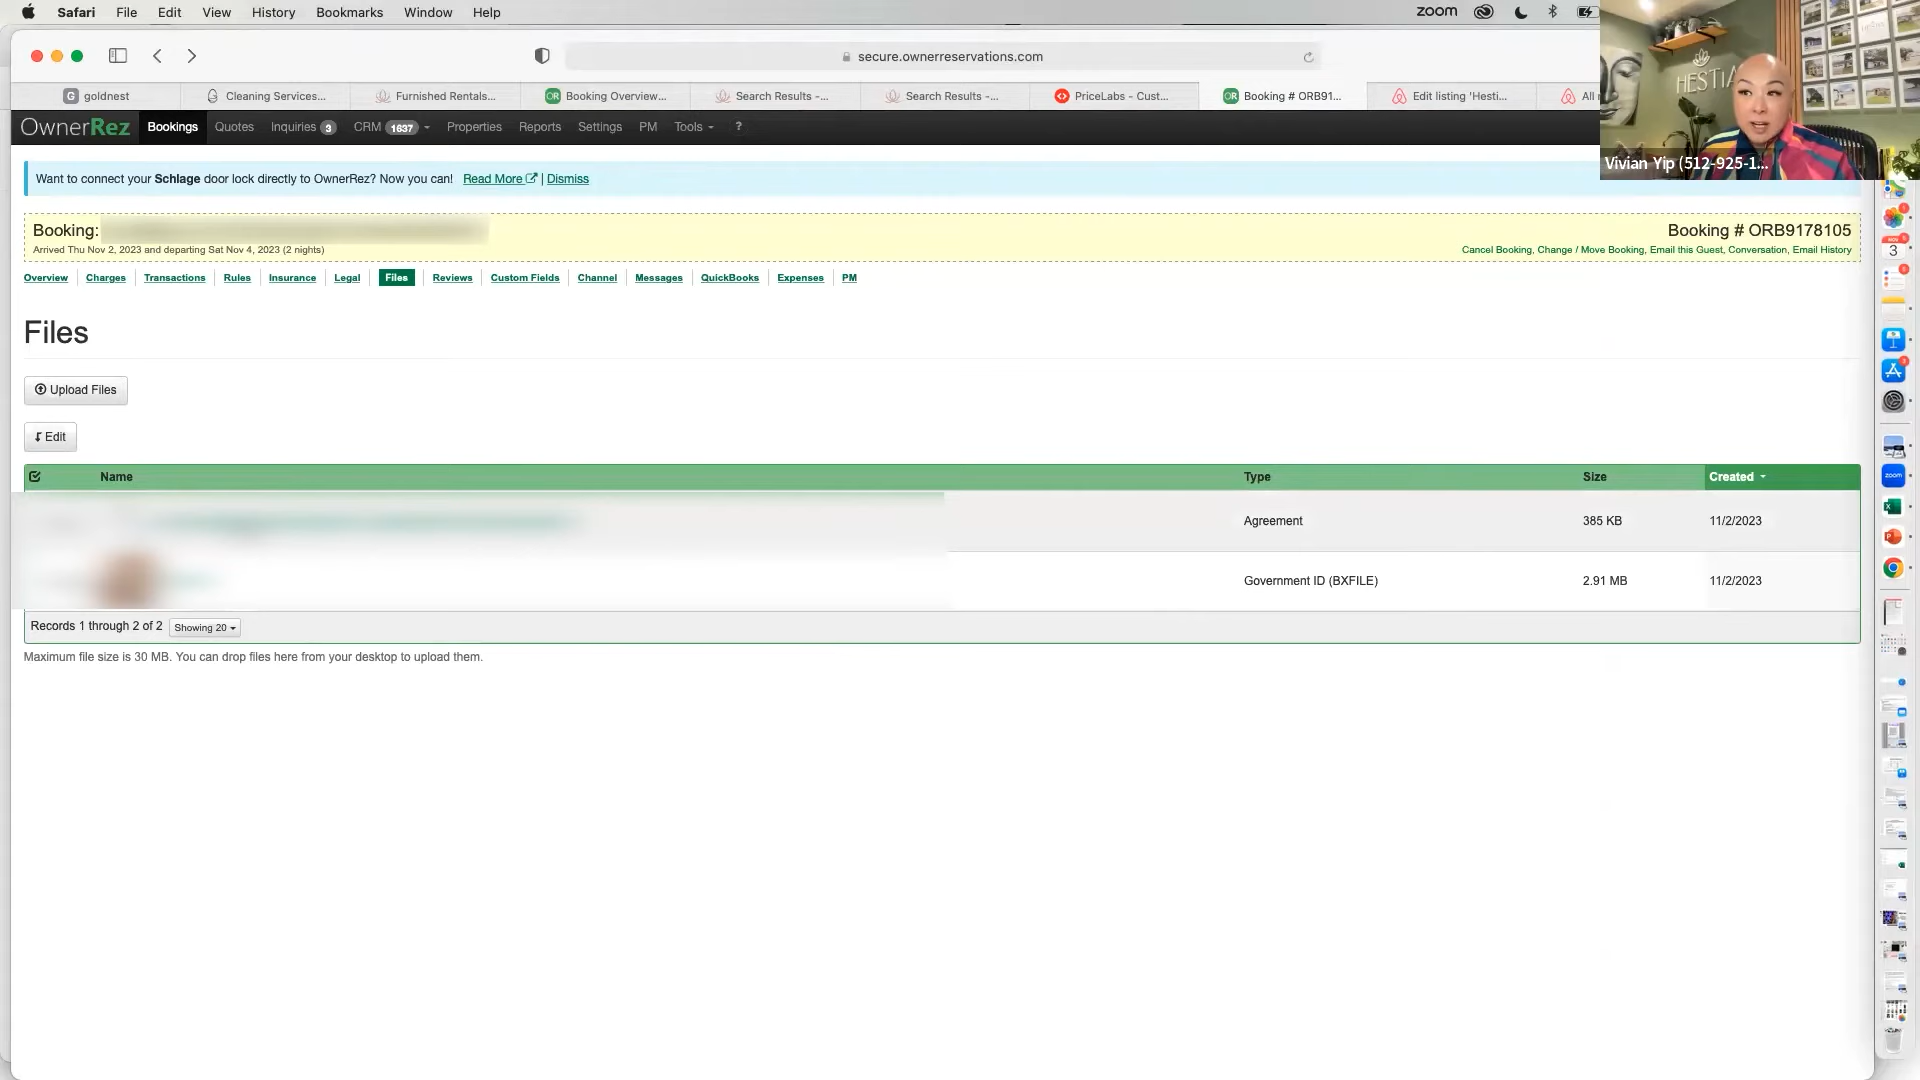 Safari File Edit View History Bookmarks Window Help
zoom
secure.ownerreservations.com
G goldnest
Cleaning Services...
Furnished Rentals...
OR Booking Overview...
Search Results -...
Search Results -...
PriceLabs - Cust...
OR Booking # ORB91...
Edit listing 'Hesti...
All
HESTIA
Vivian Yip (512-925-1...
OwnerRez Bookings Quotes Inquiries 3 CRM 1637 Properties Reports Settings PM Tools ?
Want to connect your Schlage door lock directly to OwnerRez? Now you can! Read More | Dismiss
Booking:
Booking # ORB9178105
Arrived Thu Nov 2, 2023 and departing Sat Nov 4, 2023 (2 nights)
Cancel Booking, Change / Move Booking, Email this Guest, Conversation, Email History
Overview Charges Transactions Rules Insurance Legal Files Reviews Custom Fields Channel Messages QuickBooks Expenses PM
Files
Upload Files
Edit
Name Type Size Created
Agreement 385 KB 11/2/2023
Government ID (BXFILE) 2.91 MB 11/2/2023
Records 1 through 2 of 2 Showing 20
Maximum file size is 30 MB. You can drop files here from your desktop to upload them.
3
zoom